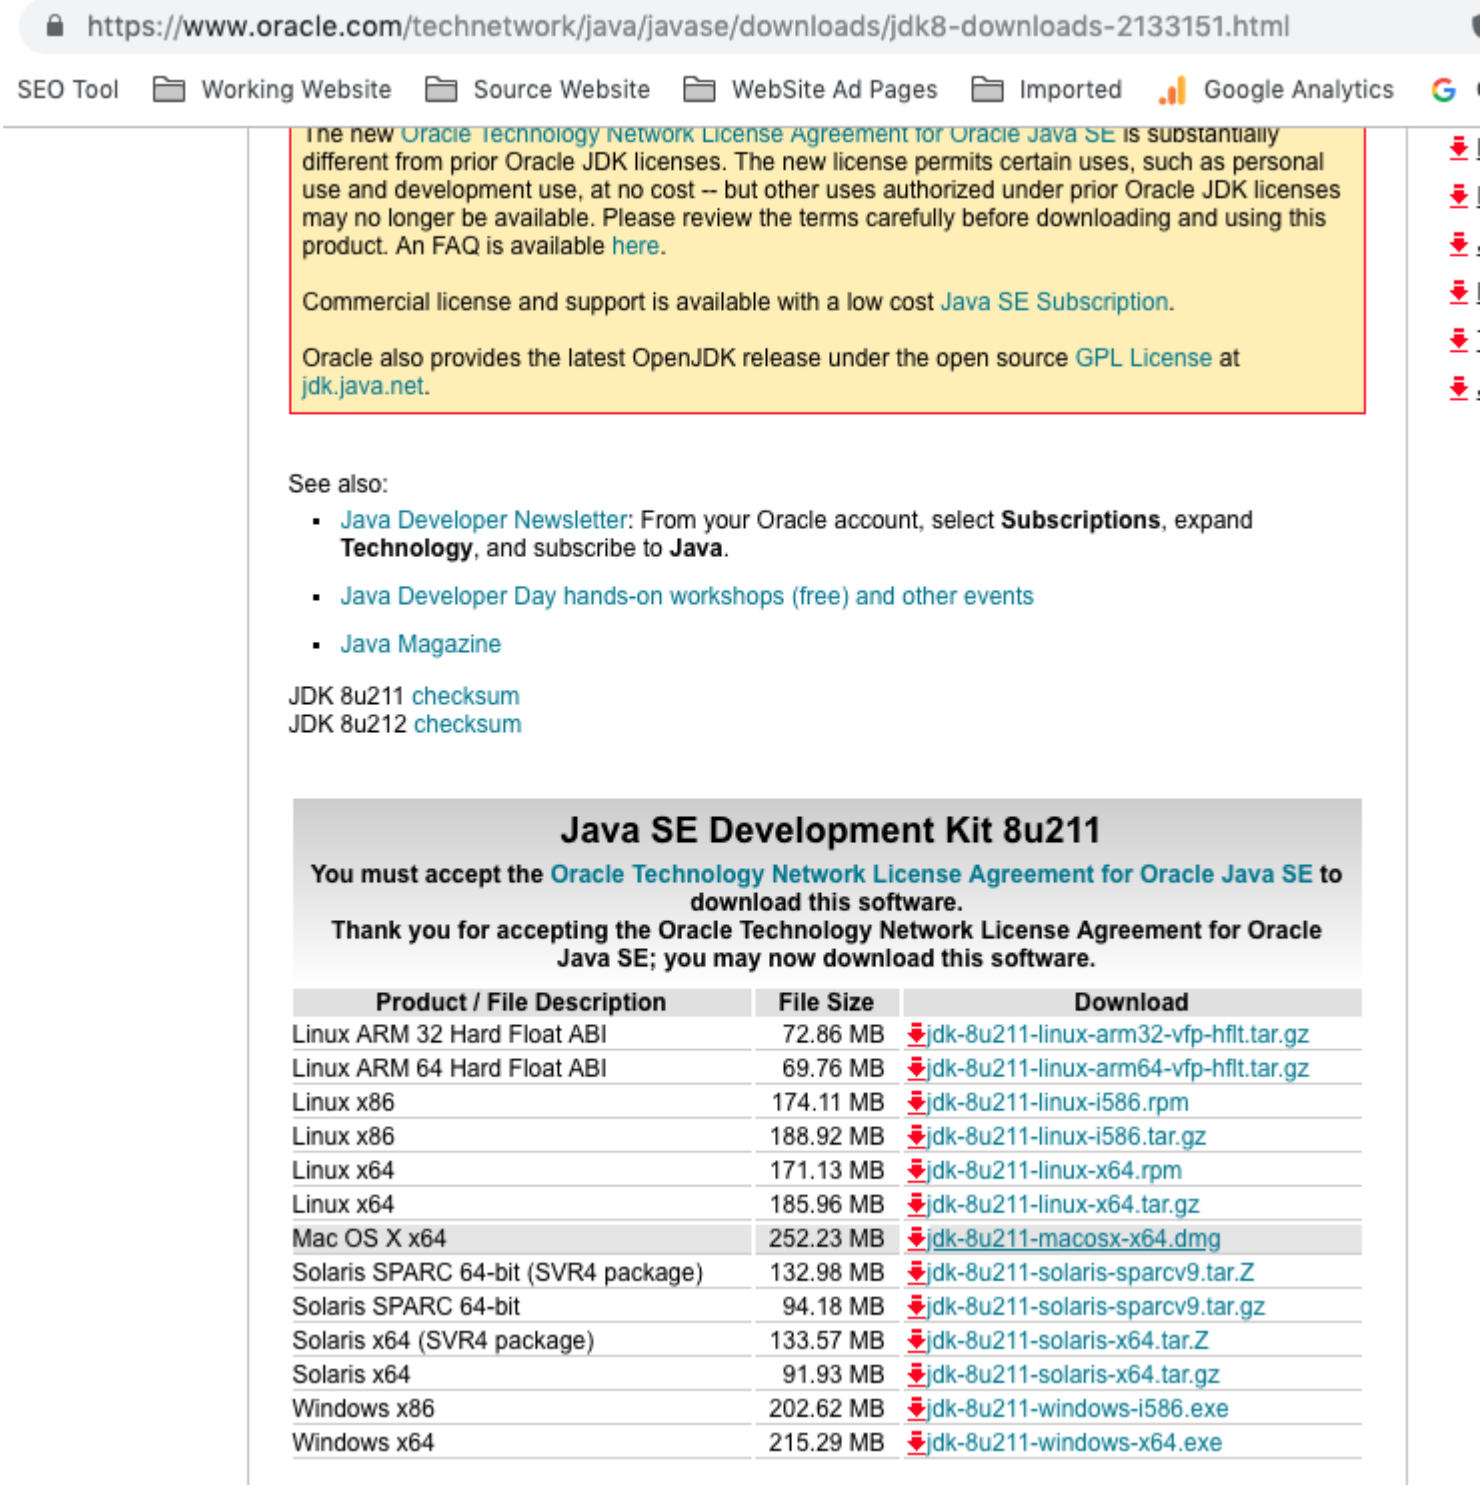 https://www.oracle.com/technetwork/java/javase/downloads/jdk8-downloads-2133151.html
SEO Tool Working Website Source Website WebSite Ad Pages Imported Google Analytics
The new Oracle Technology Network License Agreement for Oracle Java SE is substantially
different from prior Oracle JDK licenses. The new license permits certain uses, such as personal
use and development use, at no cost -- but other uses authorized under prior Oracle JDK licenses
may no longer be available. Please review the terms carefully before downloading and using this
product. An FAQ is available here.
Commercial license and support is available with a low cost Java SE Subscription.
Oracle also provides the latest OpenJDK release under the open source GPL License at
jdk.java.net.
See also:
▪ Java Developer Newsletter: From your Oracle account, select Subscriptions, expand
Technology, and subscribe to Java.
▪ Java Developer Day hands-on workshops (free) and other events
▪ Java Magazine
JDK 8u211 checksum
JDK 8u212 checksum
Java SE Development Kit 8u211
You must accept the Oracle Technology Network License Agreement for Oracle Java SE to
download this software.
Thank you for accepting the Oracle Technology Network License Agreement for Oracle
Java SE; you may now download this software.
Product / File Description File Size Download
Linux ARM 32 Hard Float ABI 72.86 MB jdk-8u211-linux-arm32-vfp-hflt.tar.gz
Linux ARM 64 Hard Float ABI 69.76 MB jdk-8u211-linux-arm64-vfp-hflt.tar.gz
Linux x86 174.11 MB jdk-8u211-linux-i586.rpm
Linux x86 188.92 MB jdk-8u211-linux-i586.tar.gz
Linux x64 171.13 MB jdk-8u211-linux-x64.rpm
Linux x64 185.96 MB jdk-8u211-linux-x64.tar.gz
Mac OS X x64 252.23 MB jdk-8u211-macosx-x64.dmg
Solaris SPARC 64-bit (SVR4 package) 132.98 MB jdk-8u211-solaris-sparcv9.tar.Z
Solaris SPARC 64-bit 94.18 MB jdk-8u211-solaris-sparcv9.tar.gz
Solaris x64 (SVR4 package) 133.57 MB jdk-8u211-solaris-x64.tar.Z
Solaris x64 91.93 MB jdk-8u211-solaris-x64.tar.gz
Windows x86 202.62 MB jdk-8u211-windows-i586.exe
Windows x64 215.29 MB jdk-8u211-windows-x64.exe